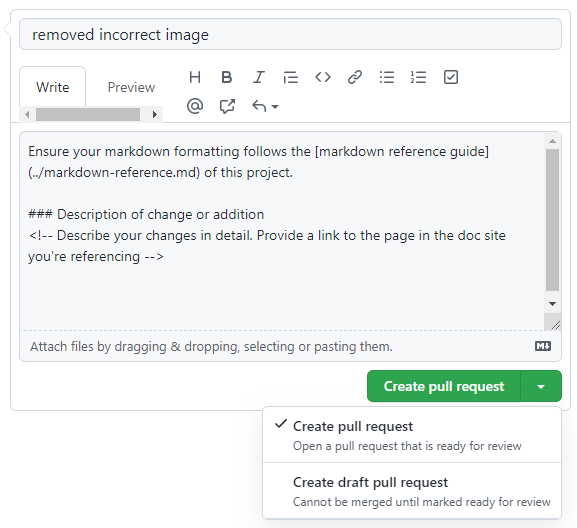 removed incorrect image
Write Preview
Ensure your markdown formatting follows the [markdown reference guide]
(../markdown-reference.md) of this project.
### Description of change or addition
<!-- Describe your changes in detail. Provide a link to the page in the doc site
you're referencing -->
Attach files by dragging & dropping, selecting or pasting them.
Create pull request
Create pull request
Open a pull request that is ready for review
Create draft pull request
Cannot be merged until marked ready for review